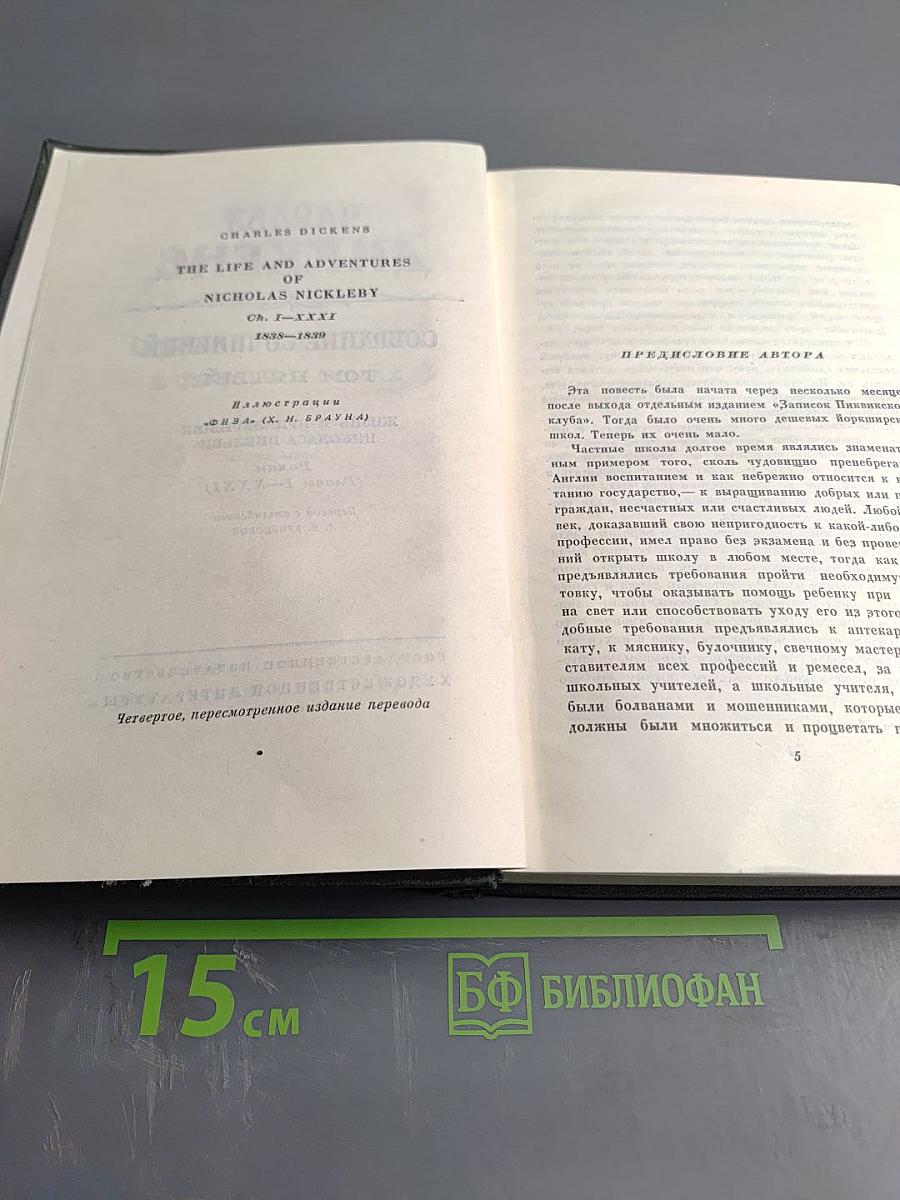 CHARLES DICKENS
THE LIFE AND ADVENTURES
OF
NICHOLAS NICKLEBY
Ch. I—XXXI
1838—1839
Иллюстрации
«ФИЗА» (Х. Н. БРАУНА)
Четвертое, пересмотренное издание перевода
ПРЕДИСЛОВИЕ АВТОРА
Эта повесть была начата через несколько месяце
после выхода отдельным изданием «Записок Пиквикско
клуба». Тогда было очень много дешевых йоркширск
школ. Теперь их очень мало.
Частные школы долгое время являлись знаменат
ным примером того, сколь чудовищно пренебрега
Англии воспитанием и как небрежно относится к
танию государство,— к выращиванию добрых или
граждан, несчастных или счастливых людей. Любой
век, доказавший свою непригодность к какой-либо
профессии, имел право без экзамена и без прове
ний открыть школу в любом месте, тогда как
предъявлялись требования пройти необходиму
товку, чтобы оказывать помощь ребенку при
на свет или способствовать уходу его из этого
добные требования предъявлялись к аптекар
кату, к мяснику, булочнику, свечному мастер
ставителям всех профессий и ремесел, за
школьных учителей, а школьные учителя,
были болванами и мошенниками, которые
должны были множиться и процветать п
5
15 см
БФ БИБЛИОФАН